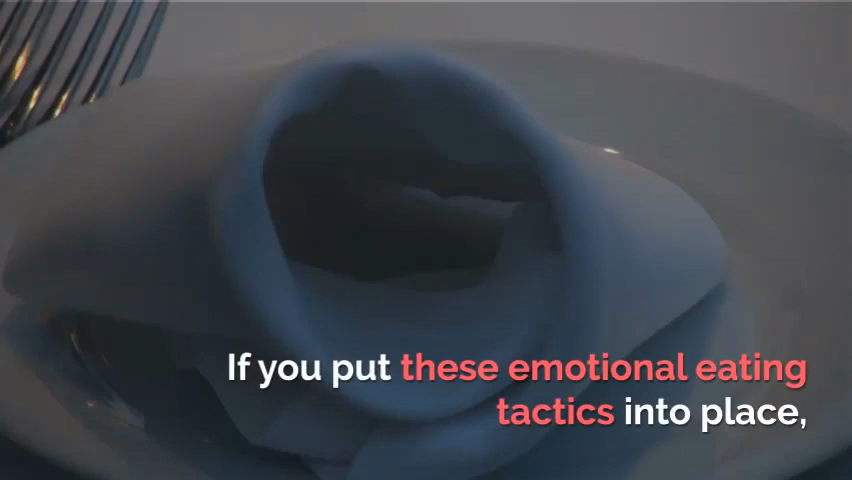 If you put these emotional eating
tactics into place,